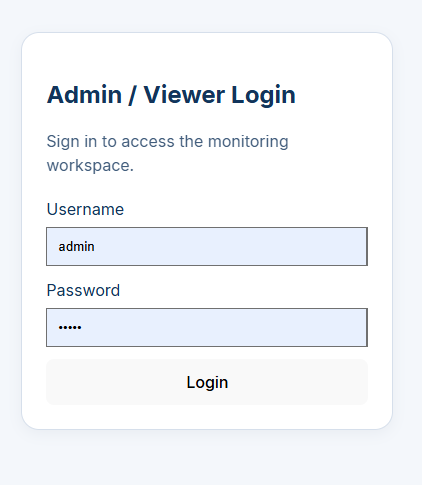 Admin / Viewer Login
Sign in to access the monitoring
workspace.
Username
admin
Password
•••••
Login